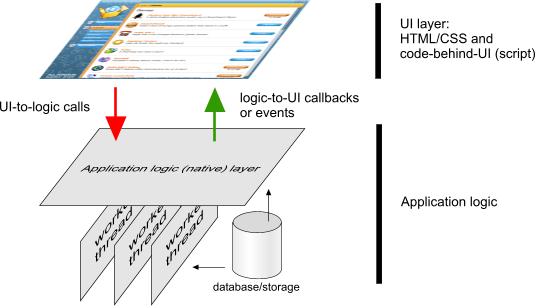 UI layer:
HTML/CSS and
code-behind-UI (script)
UI-to-logic calls
logic-to-UI callbacks
or events
Application logic (native) layer
Application logic
worker
thread
worker
thread
worker
thread
database/storage